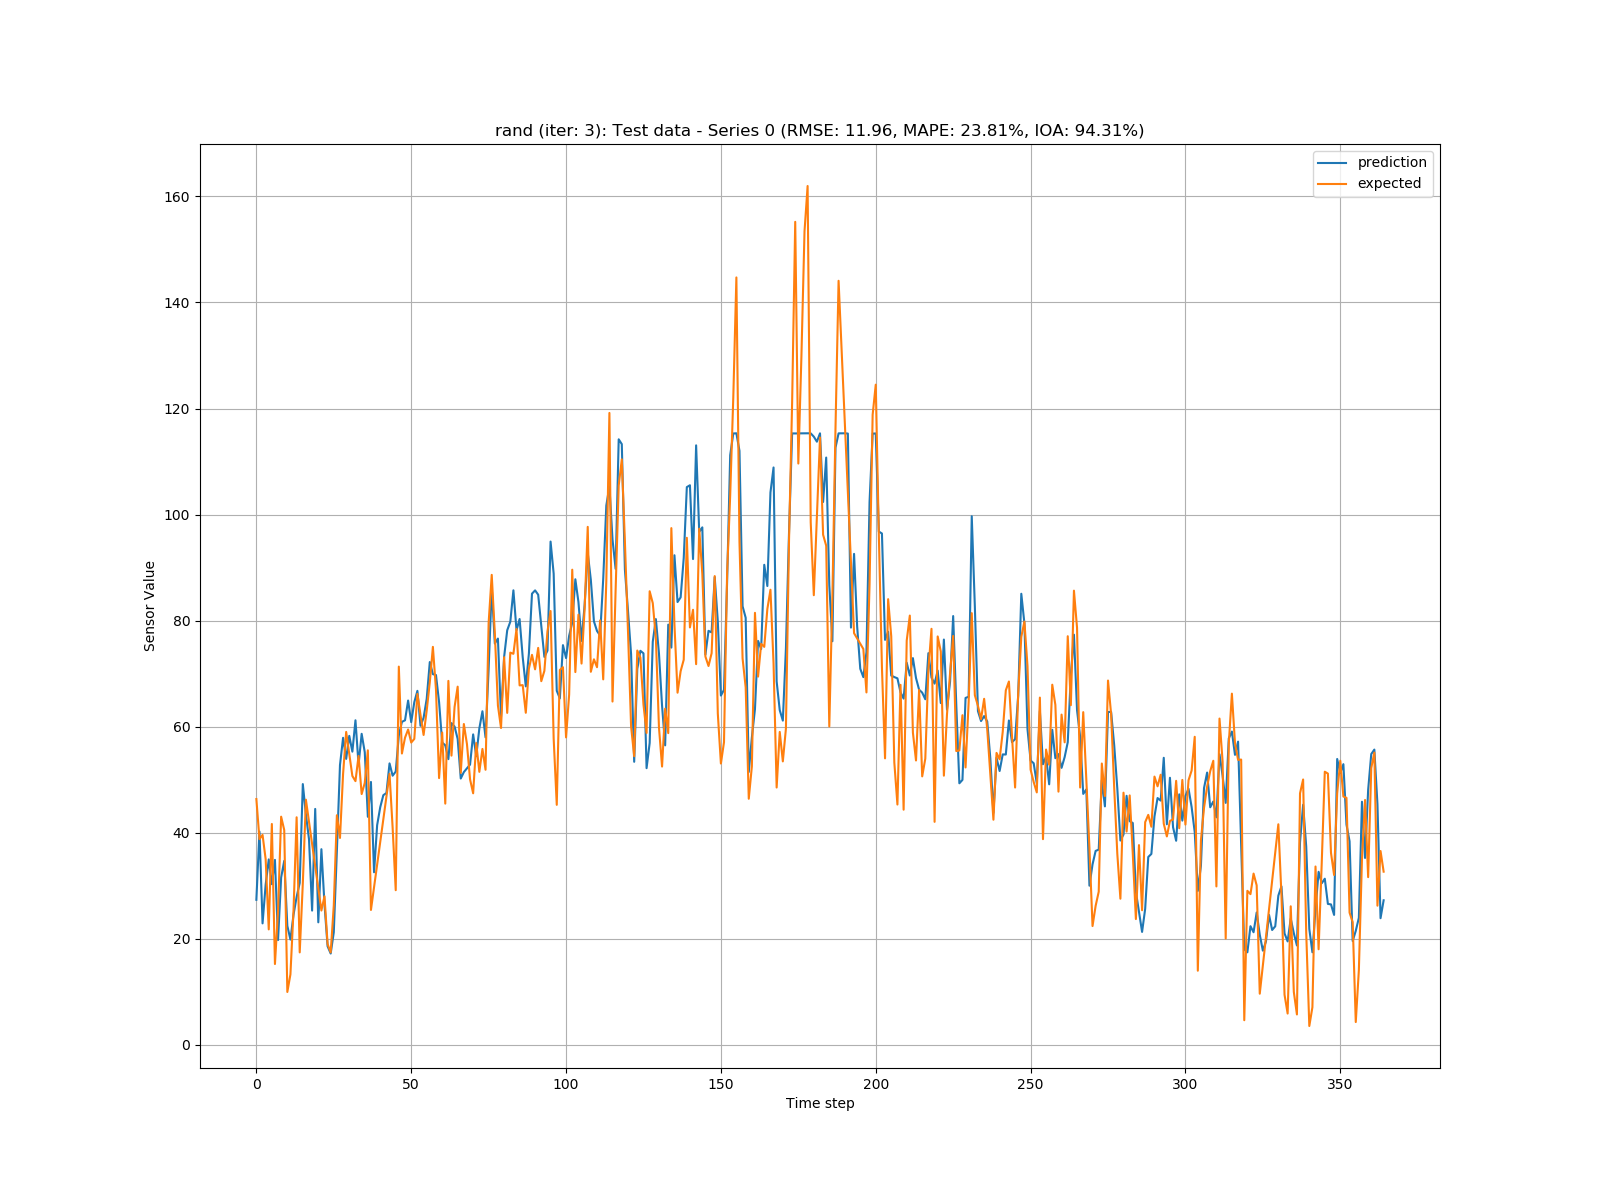 rand (iter: 3): Test data - Series 0 (RMSE: 11.96, MAPE: 23.81%, IOA: 94.31%)
prediction
expected
160
140
120
100
80
60
40
20
0
Sensor Value
0 50 100 150 200 250 300 350
Time step